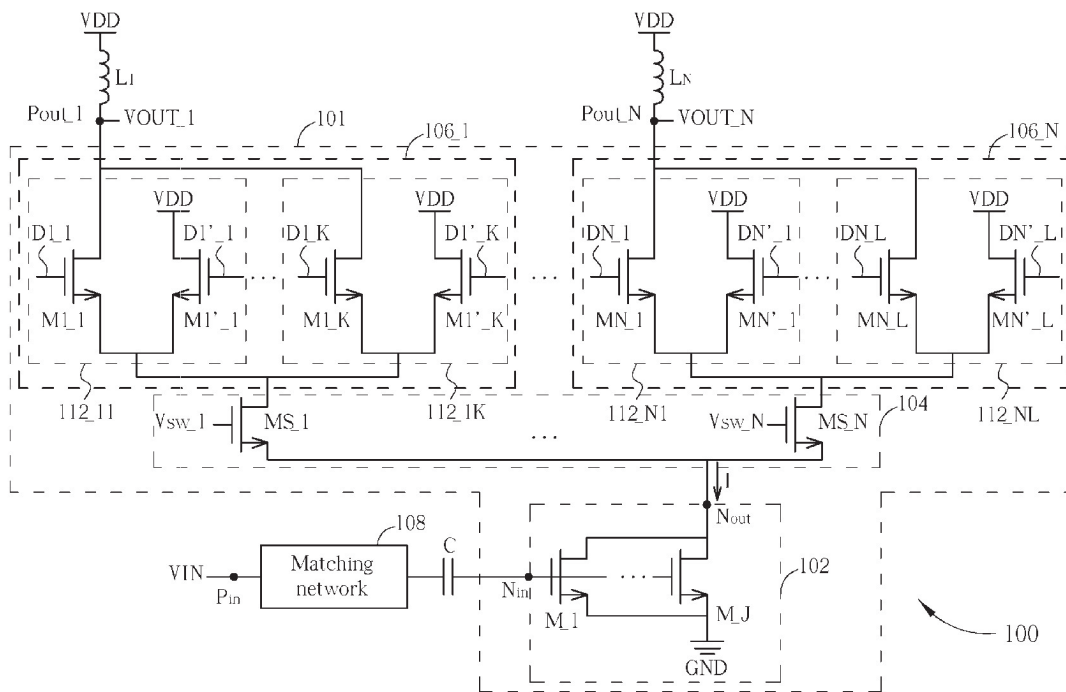 VDD VDD
L1 LN
Pout_1 VOUT_1 Pout_N VOUT_N
101 106_1 106_N
VDD VDD VDD VDD
D1_1 D1'_1 D1_K D1'_K DN_1 DN'_1 DN_L DN'_L
... ... ...
M1_1 M1'_1 M1_K M1'_K MN_1 MN'_1 MN_L MN'_L
112_11 112_1K 112_N1 112_NL
VSW_1 MS_1 ... VSW_N MS_N 104
I
Nout
108 C
VIN Pin Matching network Nin ... 102
M_1 M_J
GND
100